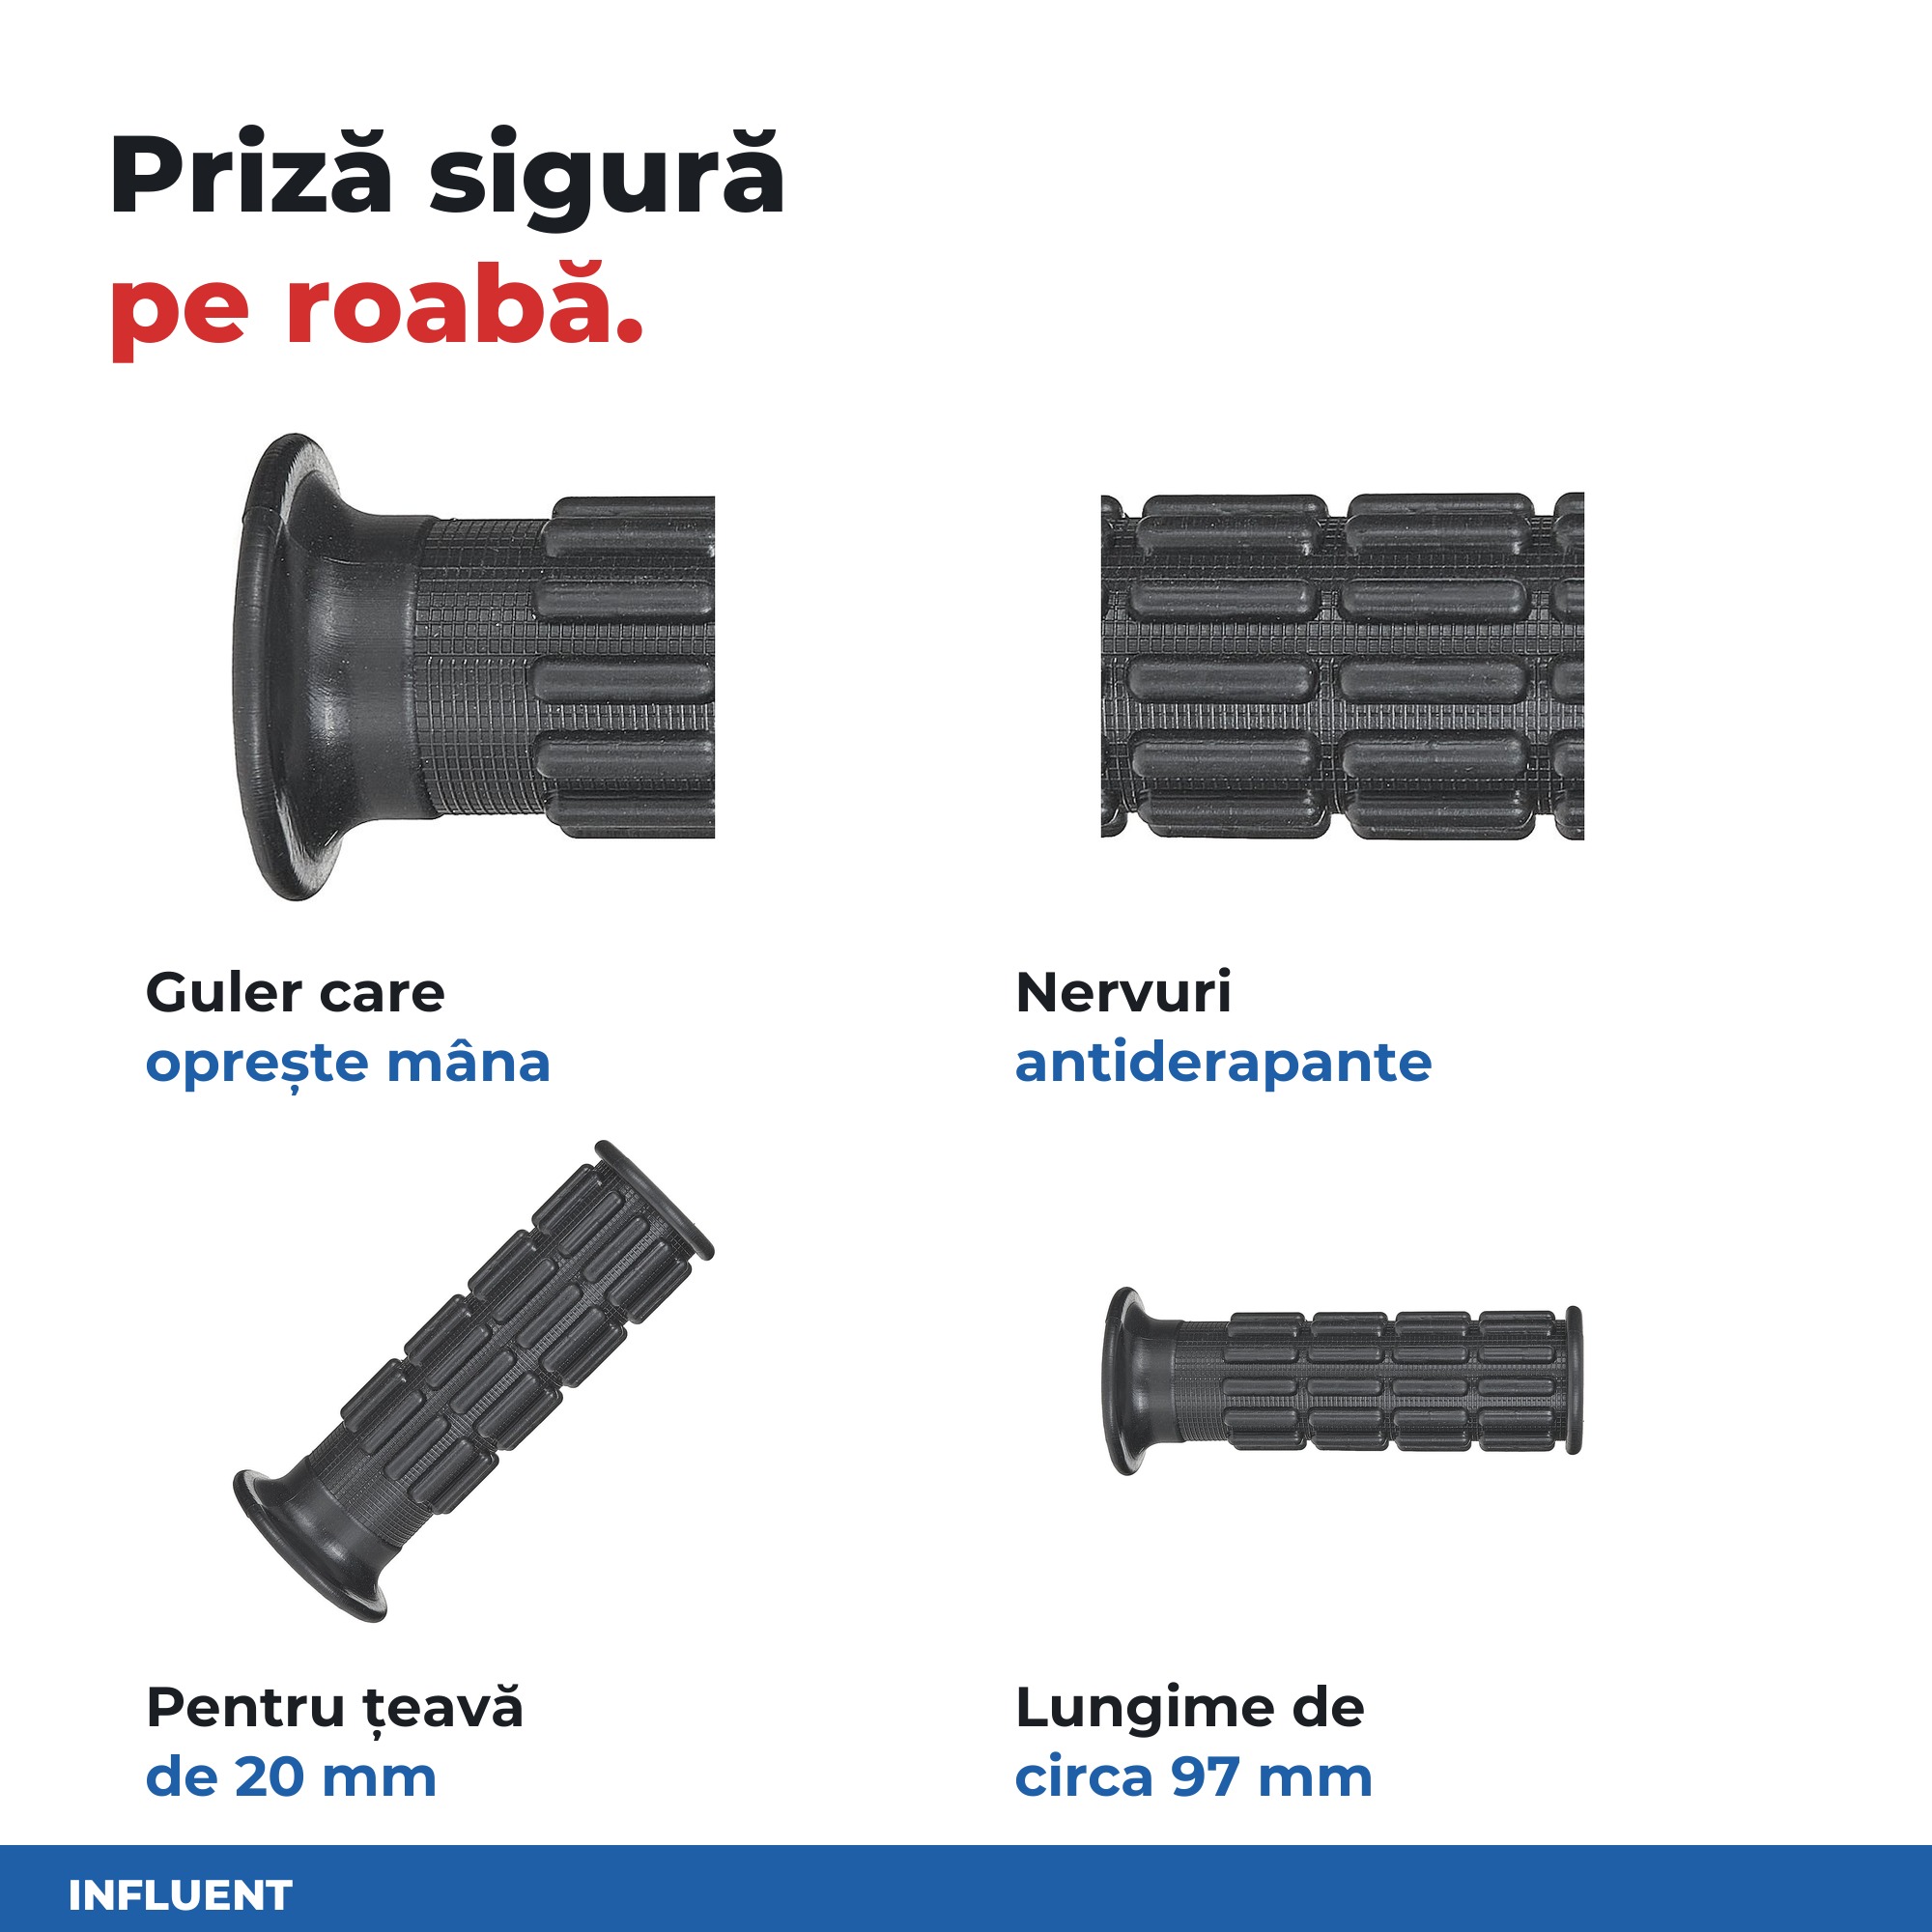 Priză sigură
pe roabă.
Guler care
oprește mâna
Nervuri
antiderapante
Pentru țeavă
de 20 mm
Lungime de
circa 97 mm
INFLUENT